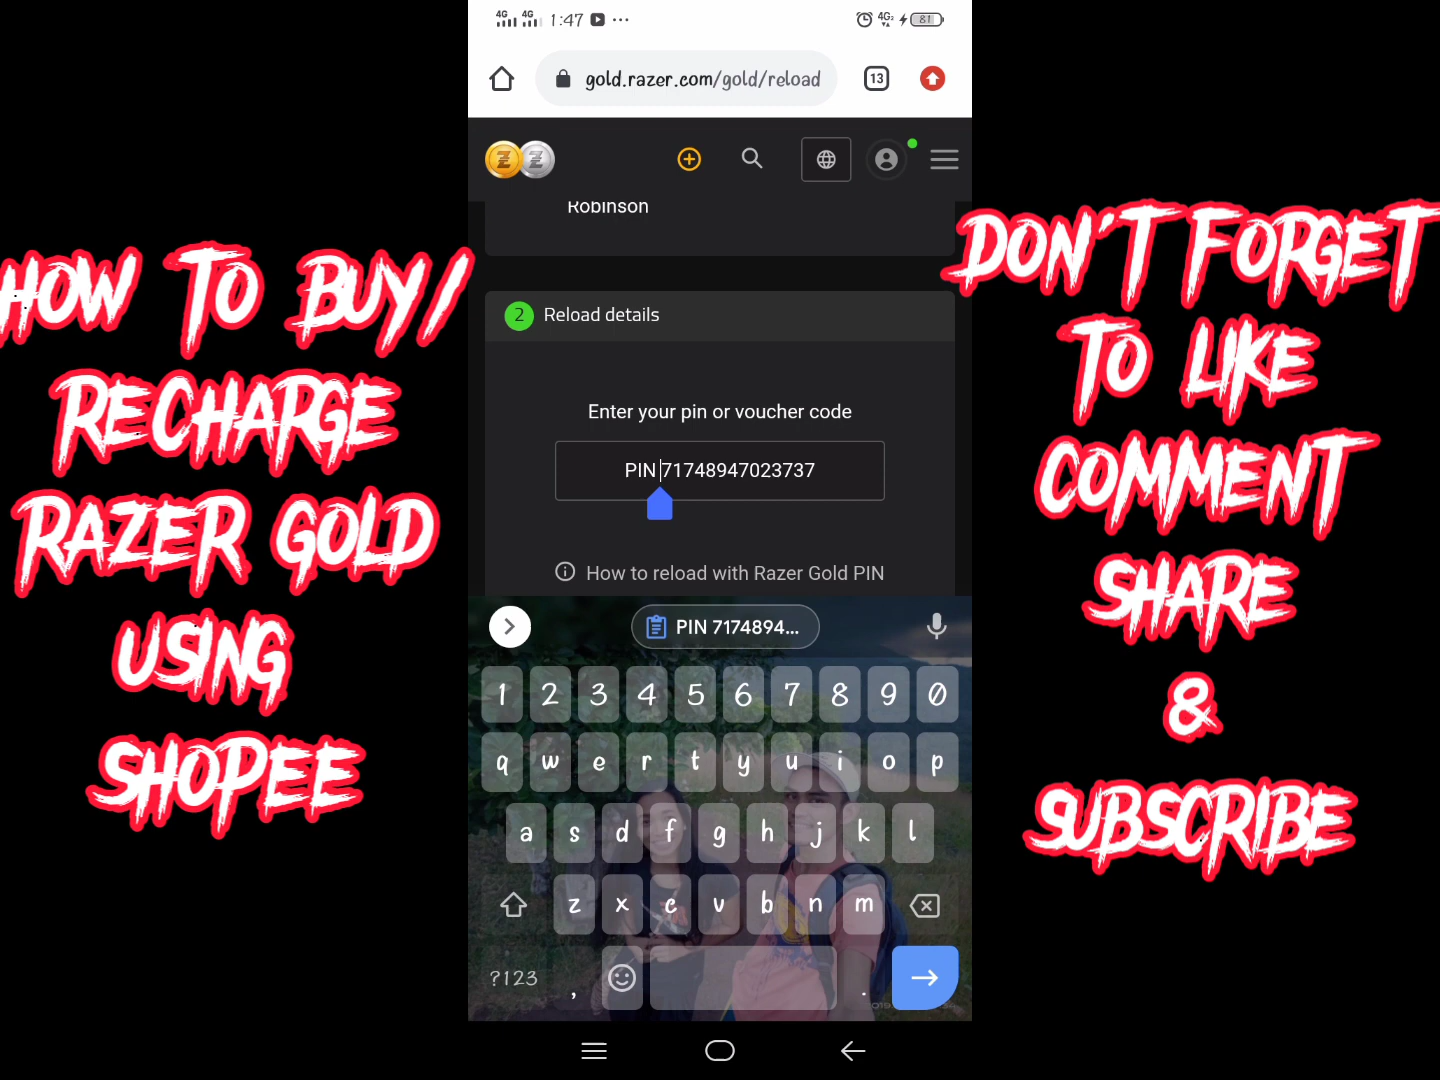 HOW TO BUY/
RECHARGE
RAZER GOLD
USING
SHOPEE
4G 4G 1:47 ...
4G 81
gold.razer.com/gold/reload
13
Robinson
2 Reload details
Enter your pin or voucher code
PIN 71748947023737
How to reload with Razer Gold PIN
PIN 7174894...
1 2 3 4 5 6 7 8 9 0
q w e r t y u i o p
a s d f g h j k l
z x c v b n m
?123 , .
DON'T FORGET
TO LIKE
COMMENT
SHARE
&
SUBSCRIBE